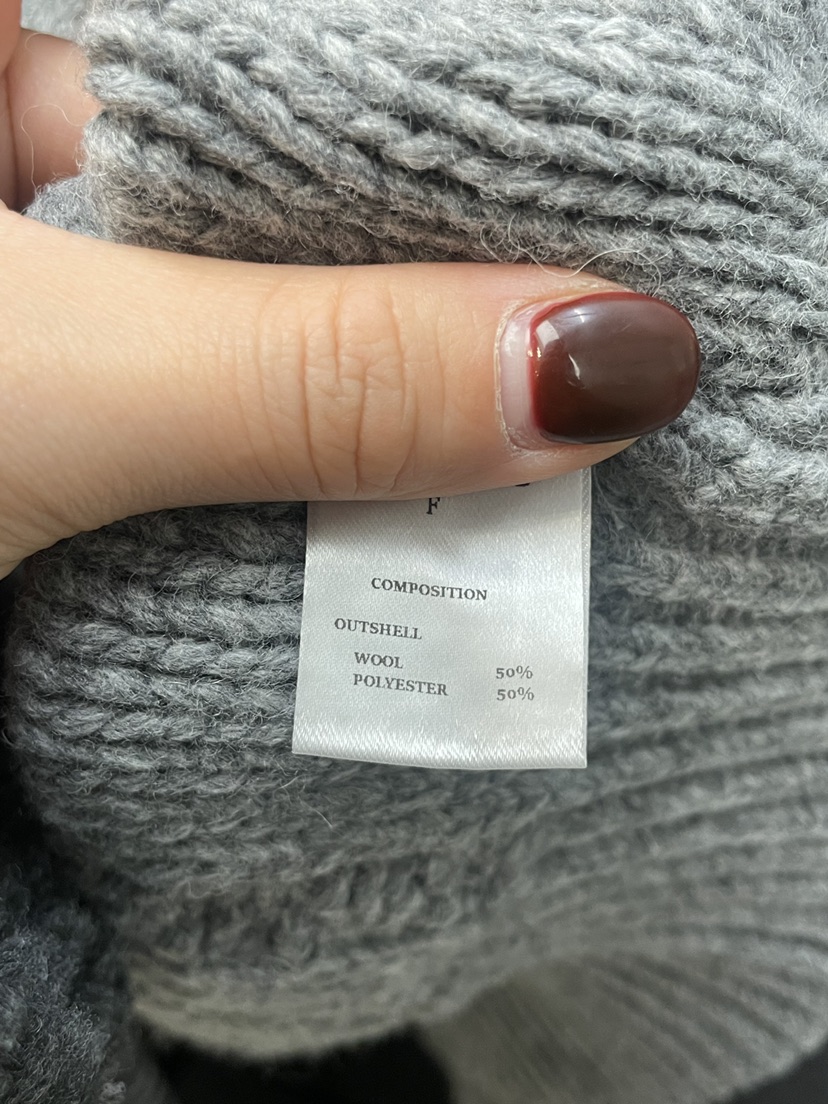 F
COMPOSITION
OUTSHELL
WOOL 50%
POLYESTER 50%